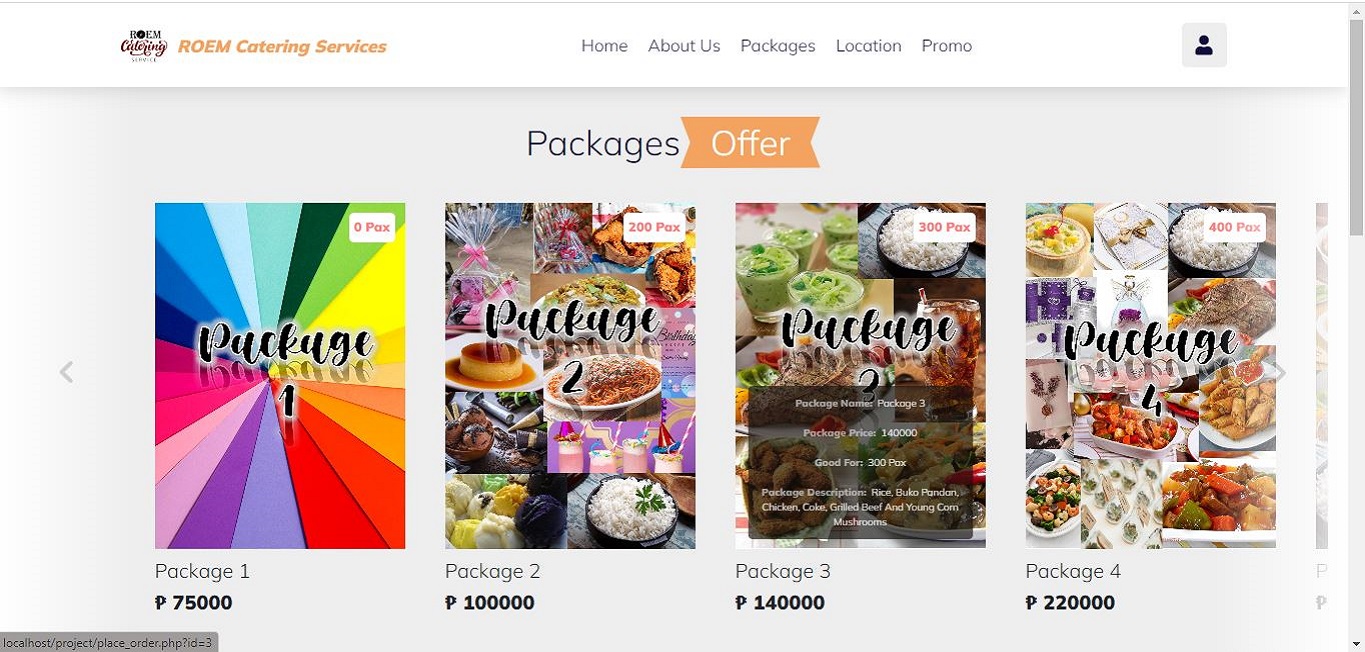 ROEM
Catering
SERVICE
ROEM Catering Services
Home About Us Packages Location Promo
Packages Offer
0 Pax
200 Pax
300 Pax
400 Pax
Package
1
Package
2
Birthday
Package
3
Package
4
Package Name: Package 3
Package Price: 140000
Good For: 300 Pax
Package Description: Rice, Buko Pandan,
Chicken, Coke, Grilled Beef And Young Corn
Mushrooms
Package 1
₱ 75000
Package 2
₱ 100000
Package 3
₱ 140000
Package 4
₱ 220000
P
₱
localhost/project/place_order.php?id=3